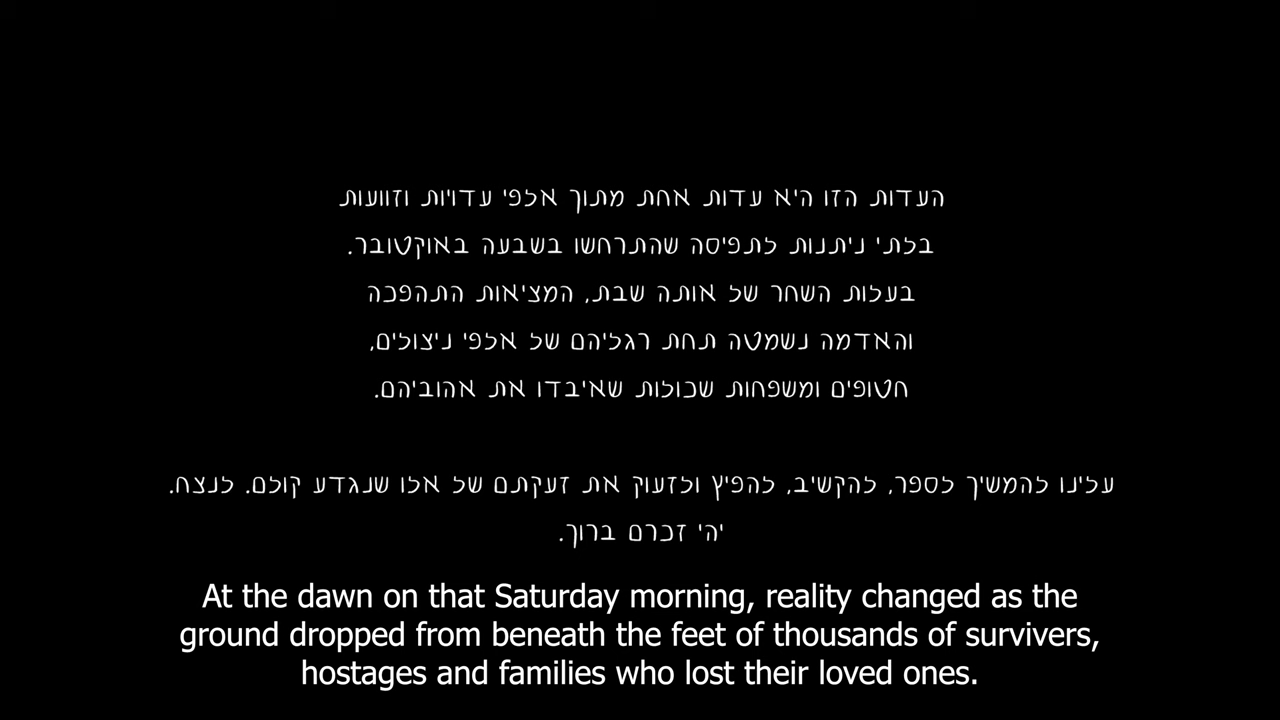 העדות הזו היא עדות אחת מתוך אלפי עדויות וזוועות
בלתי ניתנות לתפיסה שהתרחשו בשבעה באוקטובר.
בעלות השחר של אותה שבת, המציאות התהפכה
והאדמה נשמטה תחת רגליהם של אלפי ניצולים,
חטופים ומשפחות שכולות שאיבדו את אהוביהם.
עלינו להמשיך לספר, להקשיב, להפיץ ולזעוק את זעקתם של אלו שנגדע קולם. לנצח.
יהי זכרם ברוך.
At the dawn on that Saturday morning, reality changed as the
ground dropped from beneath the feet of thousands of survivers,
hostages and families who lost their loved ones.